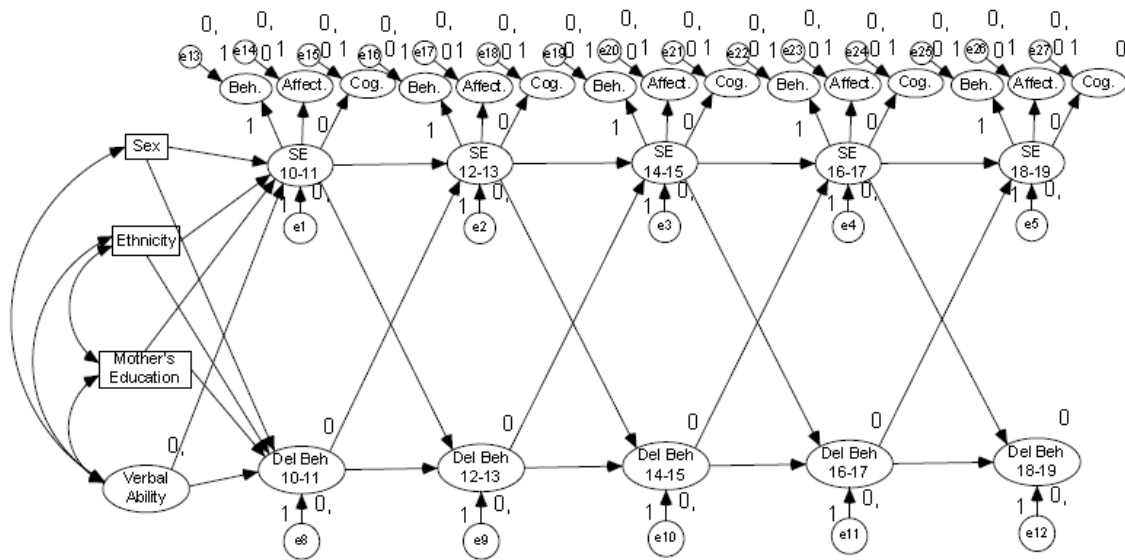 0, 0, 0, 0, 0, 0, 0, 0, 0, 0, 0, 0, 0, 0, 0,
e13 e14 e15 e16 e17 e18 e19 e20 e21 e22 e23 e24 e25 e26 e27
1 0 1 0 1 0 1 0 1 0 1 0 1 0 1 0 1 0 1 0 1 0 1 0 1 0 1 0 1 0
Beh. Affect. Cog. Beh. Affect. Cog. Beh. Affect. Cog. Beh. Affect. Cog. Beh. Affect. Cog.
1 0 1 0 1 0 1 0 1 0
Sex
SE 10-11
SE 12-13
SE 14-15
SE 16-17
SE 18-19
1 0, 1 0, 1 0, 1 0, 1 0,
e1 e2 e3 e4 e5
Ethnicity
Mother's
Education
0,
Verbal
Ability
0 0 0 0 0
Del Beh
10-11
Del Beh
12-13
Del Beh
14-15
Del Beh
16-17
Del Beh
18-19
1 0, 1 0, 1 0, 1 0, 1 0,
e8 e9 e10 e11 e12